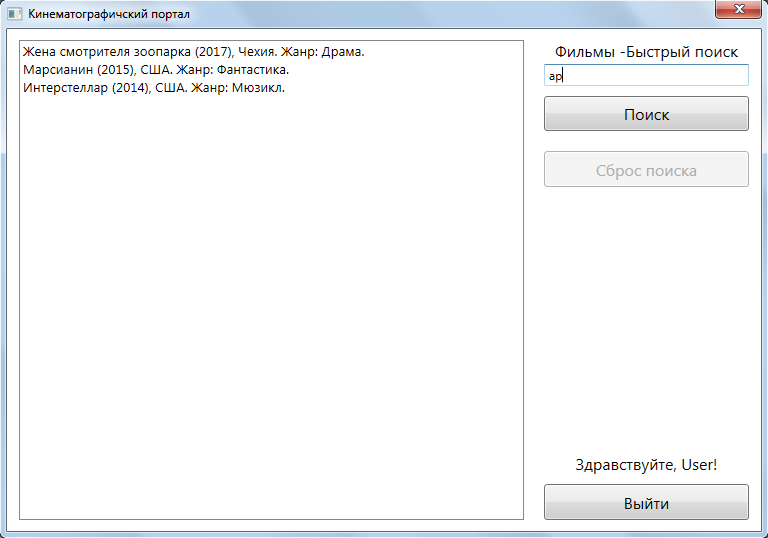 Кинематографичский портал
Жена смотрителя зоопарка (2017), Чехия. Жанр: Драма.
Марсианин (2015), США. Жанр: Фантастика.
Интерстеллар (2014), США. Жанр: Мюзикл.
Фильмы -Быстрый поиск
ар
Поиск
Сброс поиска
Здравствуйте, User!
Выйти